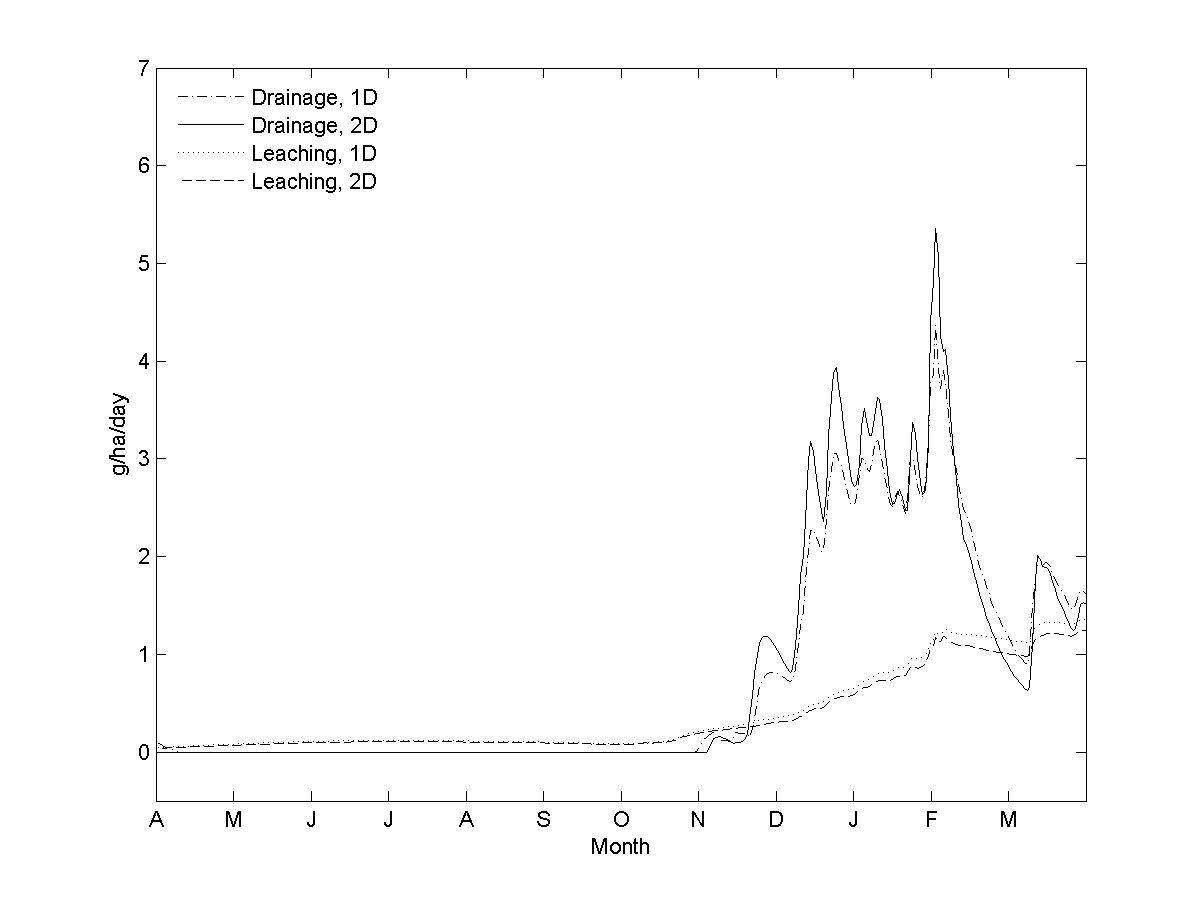 7
6
5
4
3
2
1
0
g/ha/day
Drainage, 1D
Drainage, 2D
Leaching, 1D
Leaching, 2D
A M J J A S O N D J F M
Month